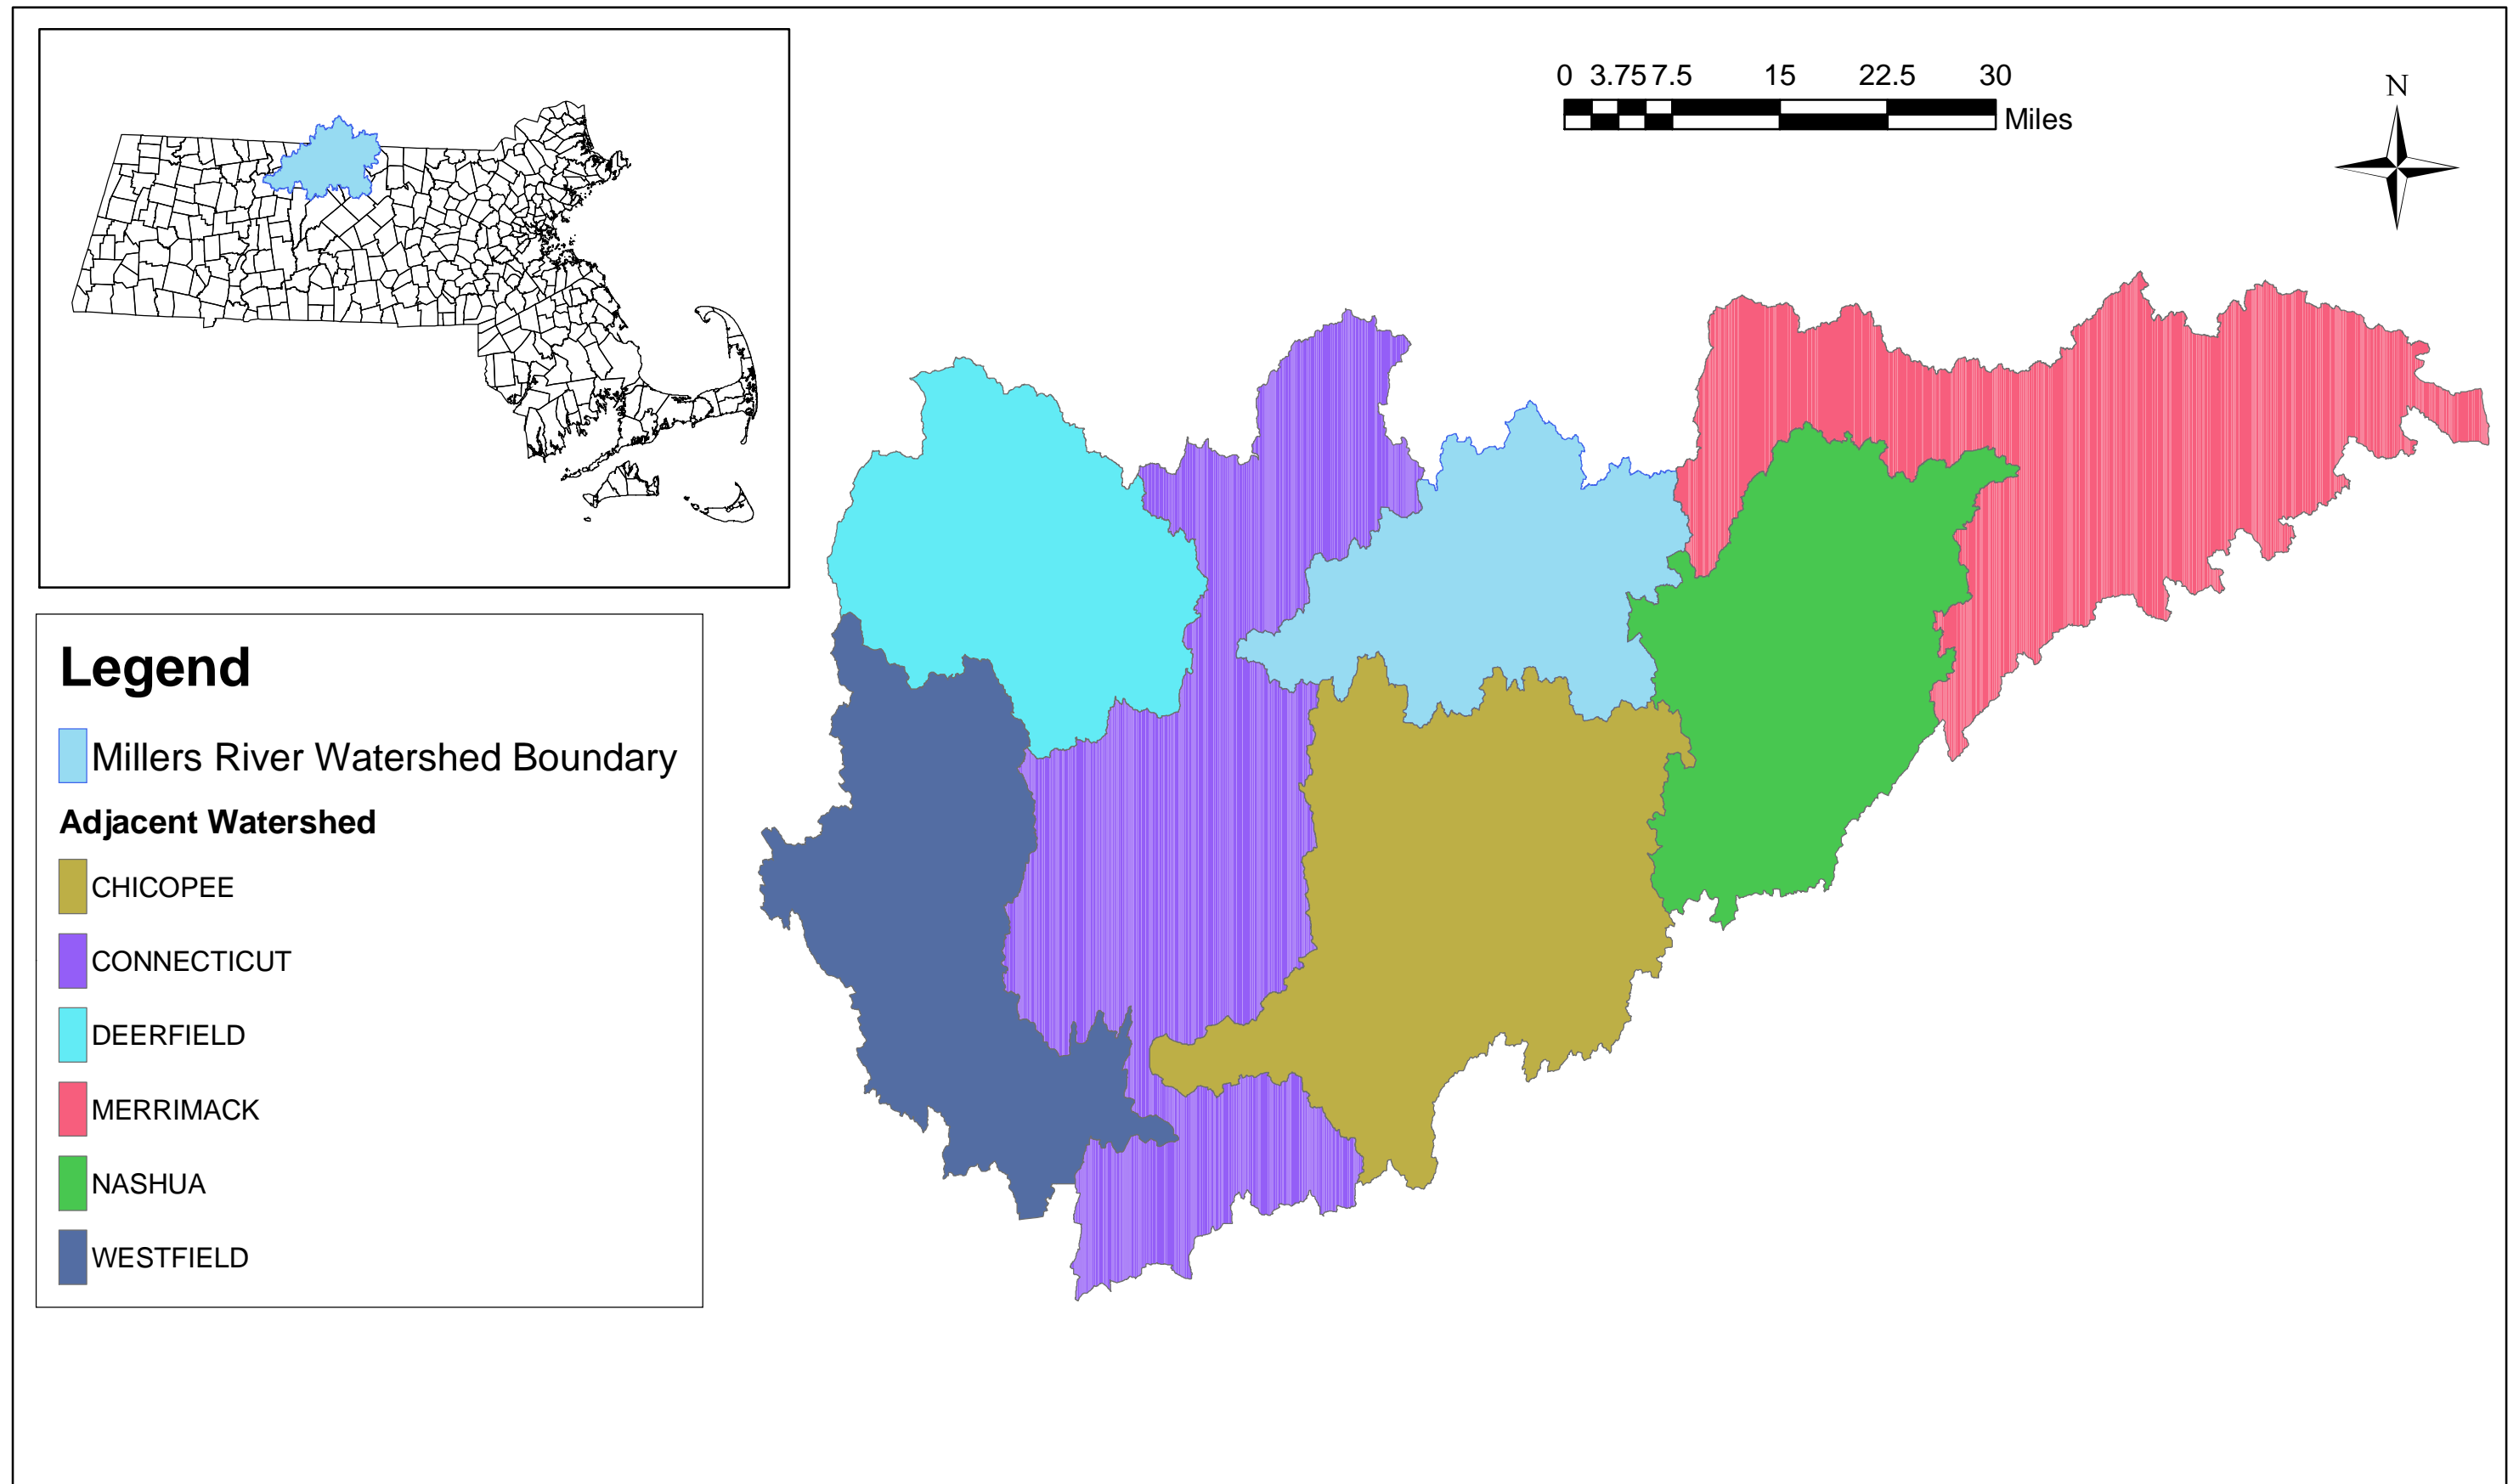 0 3.75 7.5 15 22.5 30
Miles
N
Legend
Millers River Watershed Boundary
Adjacent Watershed
CHICOPEE
CONNECTICUT
DEERFIELD
MERRIMACK
NASHUA
WESTFIELD